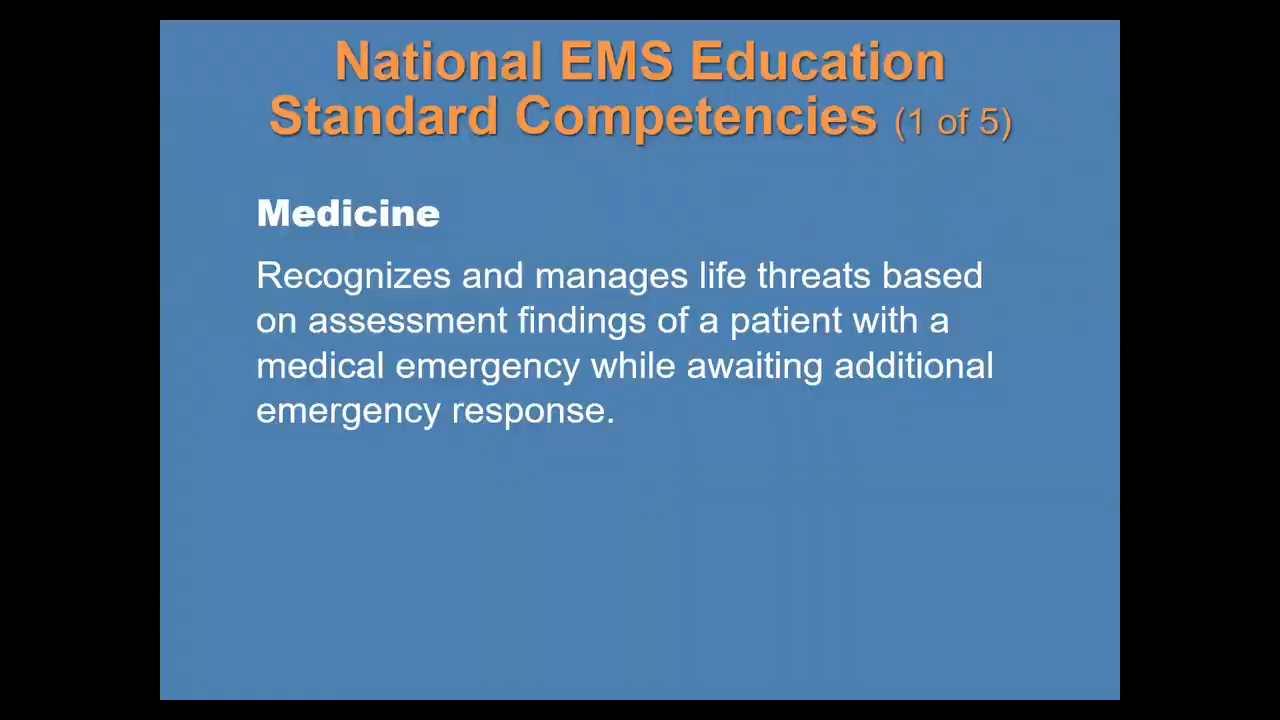 National EMS Education
Standard Competencies (1 of 5)
Medicine
Recognizes and manages life threats based
on assessment findings of a patient with a
medical emergency while awaiting additional
emergency response.